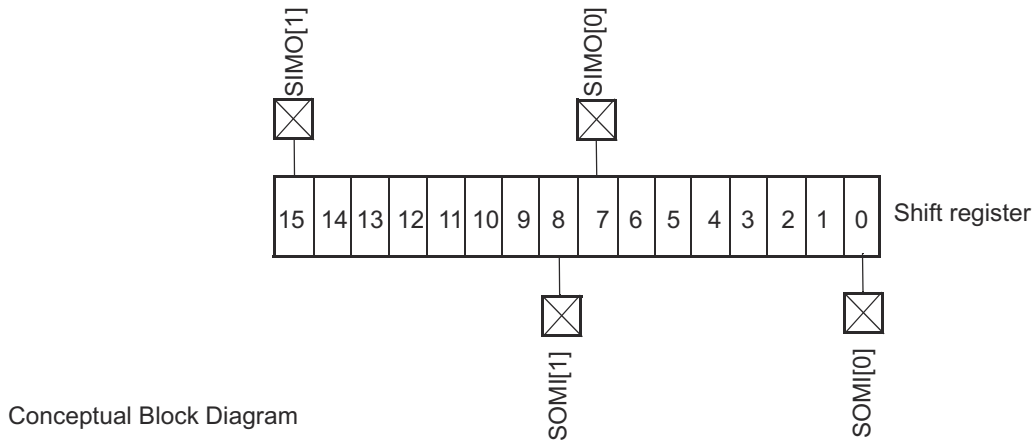 SIMO[1]
SIMO[0]
15 14 13 12 11 10 9 8 7 6 5 4 3 2 1 0
Shift register
SOMI[1]
SOMI[0]
Conceptual Block Diagram